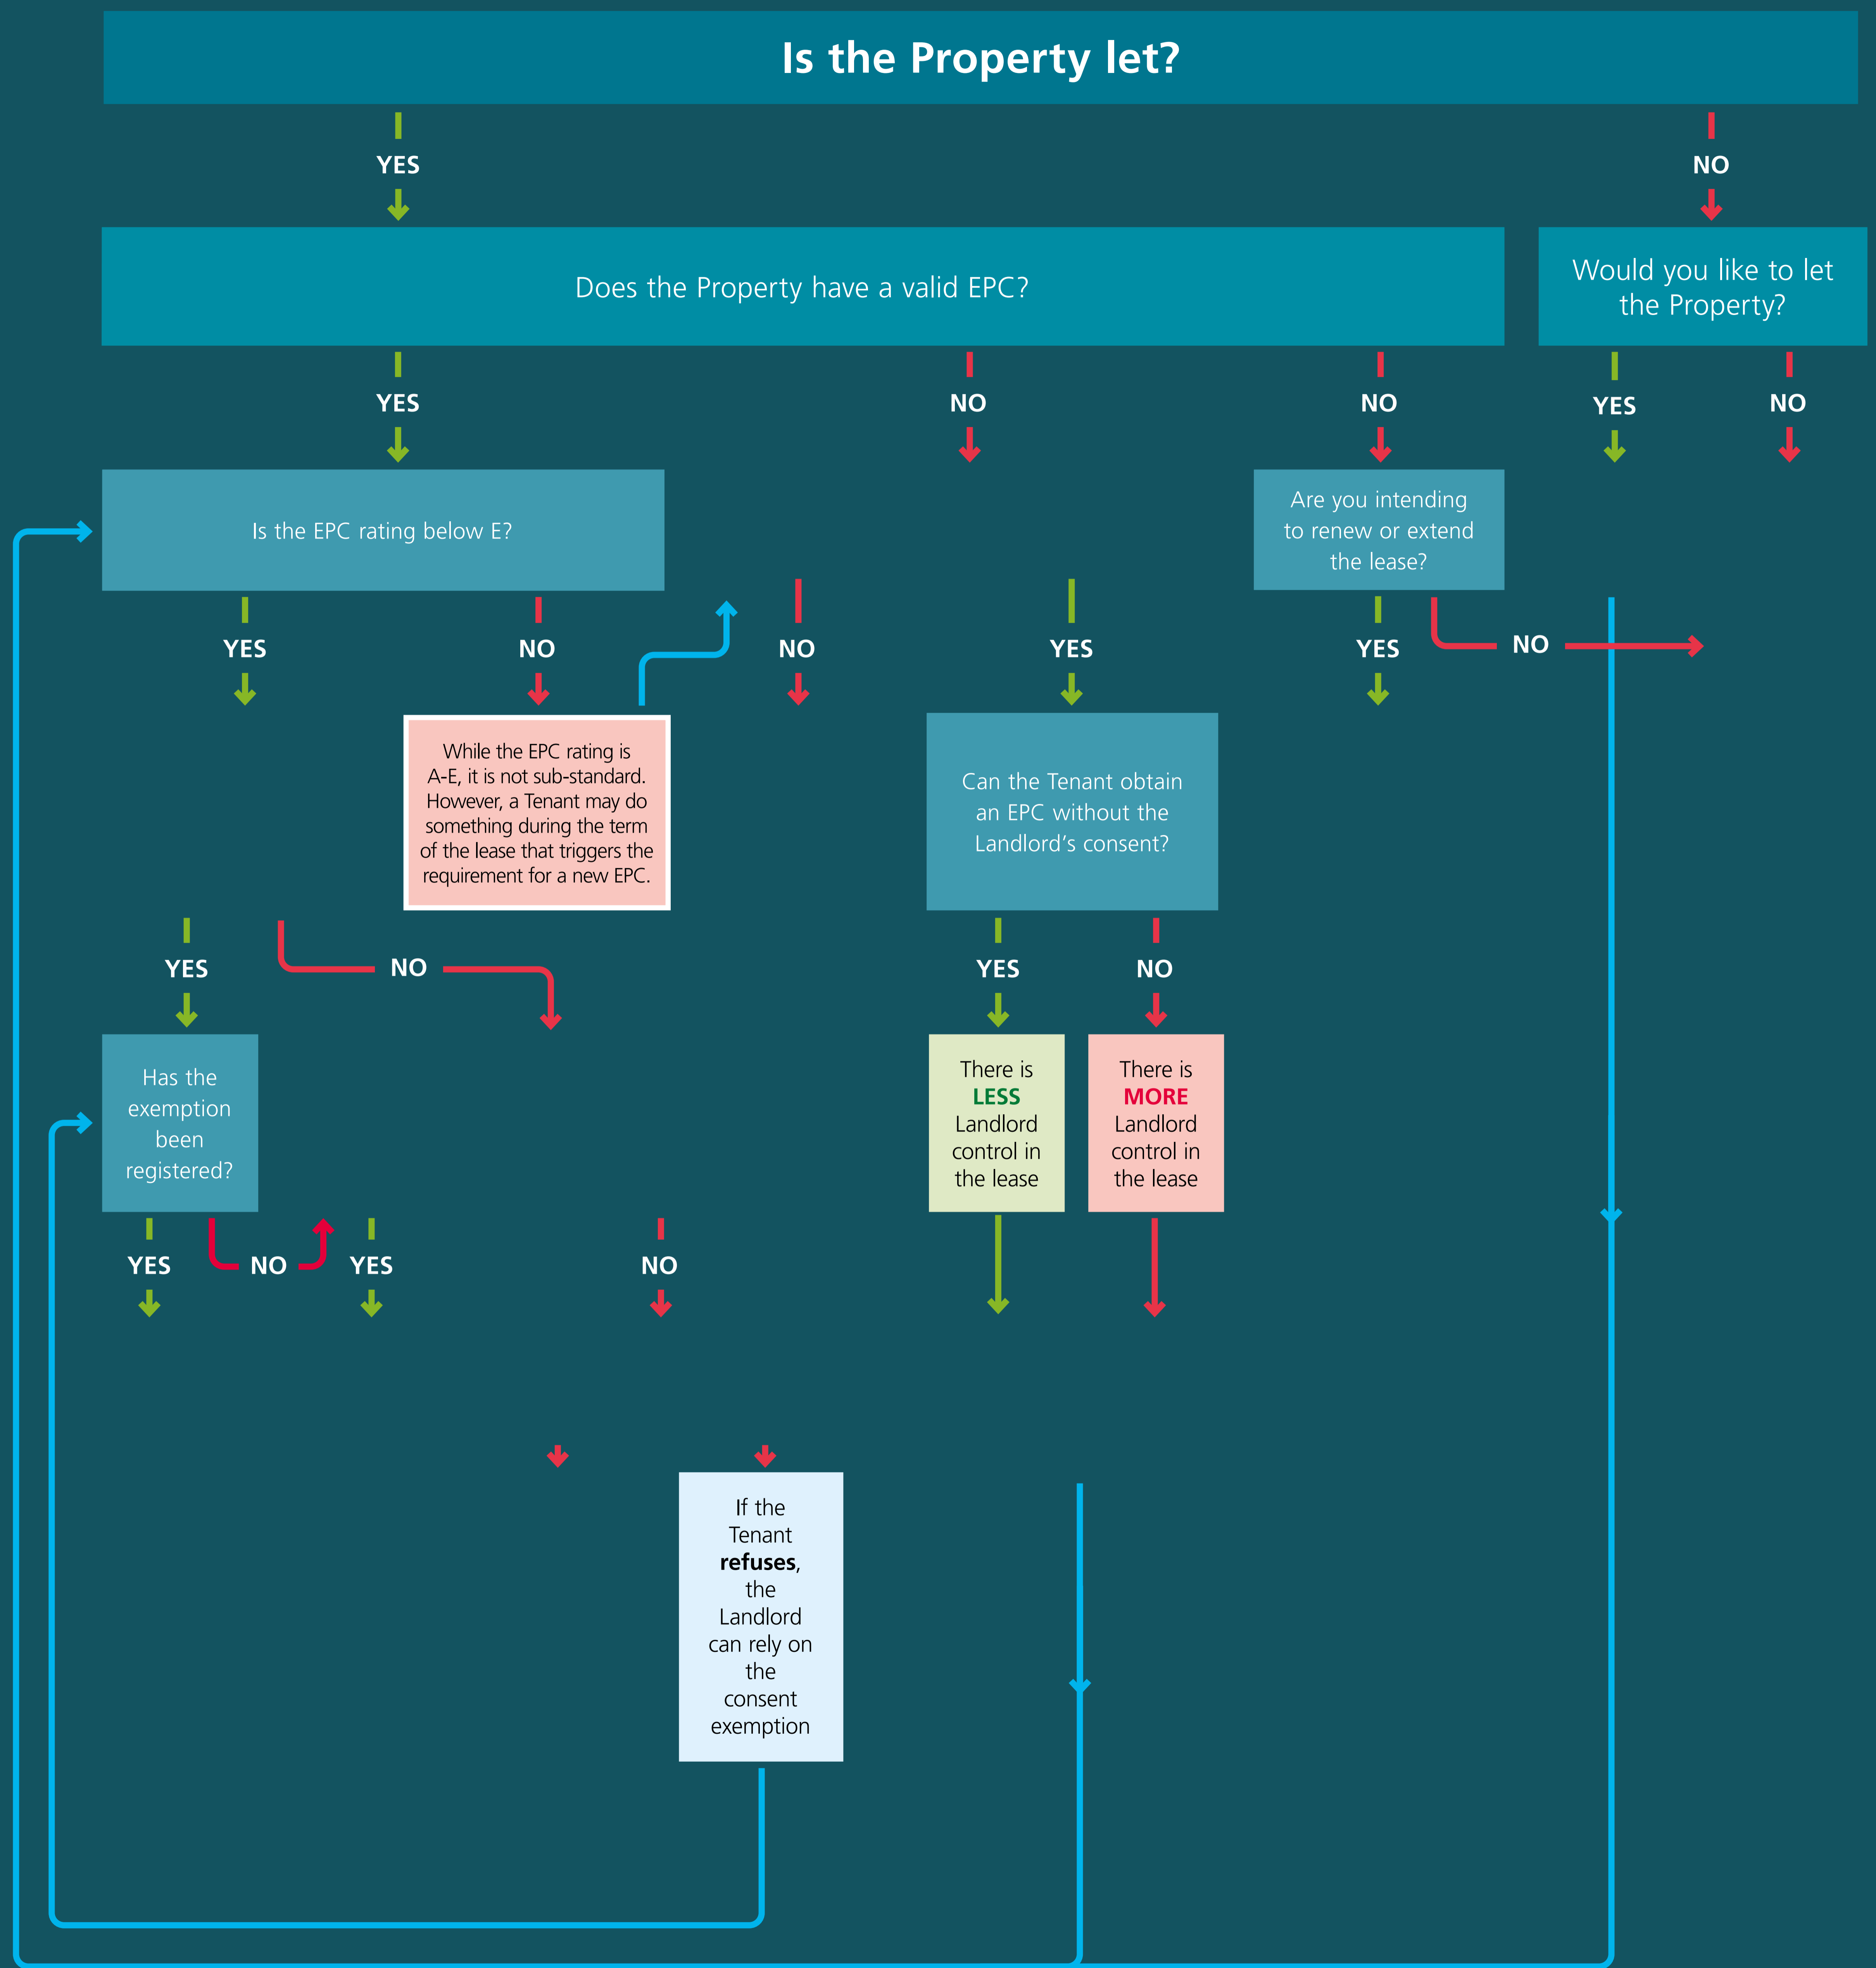 Is the Property let?
YES
NO
Does the Property have a valid EPC?
Would you like to let
the Property?
YES
NO
NO
YES
NO
Is the EPC rating below E?
Are you intending
to renew or extend
the lease?
YES
NO
NO
YES
YES
NO
While the EPC rating is
A-E, it is not sub-standard.
However, a Tenant may do
something during the term
of the lease that triggers the
requirement for a new EPC.
Can the Tenant obtain
an EPC without the
Landlord's consent?
YES
NO
YES
NO
Has the
exemption
been
registered?
There is
LESS
Landlord
control in
the lease
There is
MORE
Landlord
control in
the lease
YES
NO
YES
NO
If the
Tenant
refuses,
the
Landlord
can rely on
the
consent
exemption